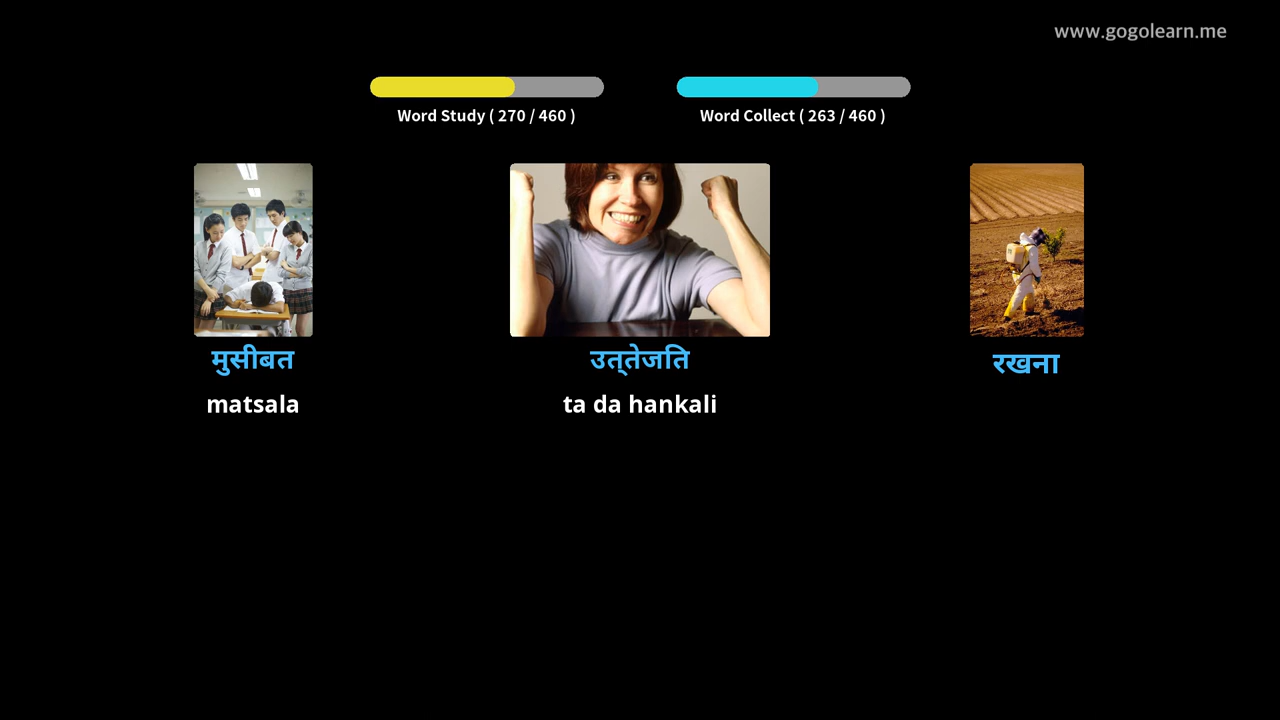 www.gogolearn.me
Word Study ( 270 / 460 )
Word Collect ( 263 / 460 )
मुसीबत
उत्तेजति
रखना
matsala
ta da hankali